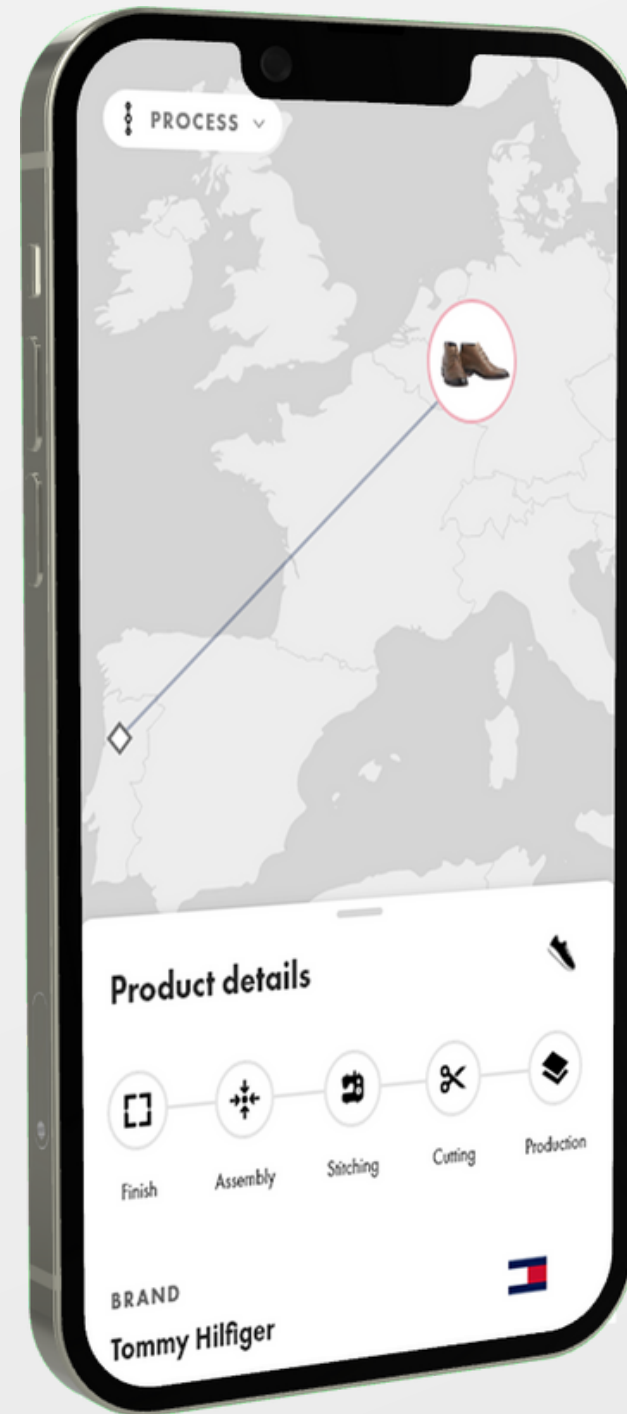 PROCESS
Product details
Finish
Assembly
Stitching
Cutting
Production
BRAND
Tommy Hilfiger